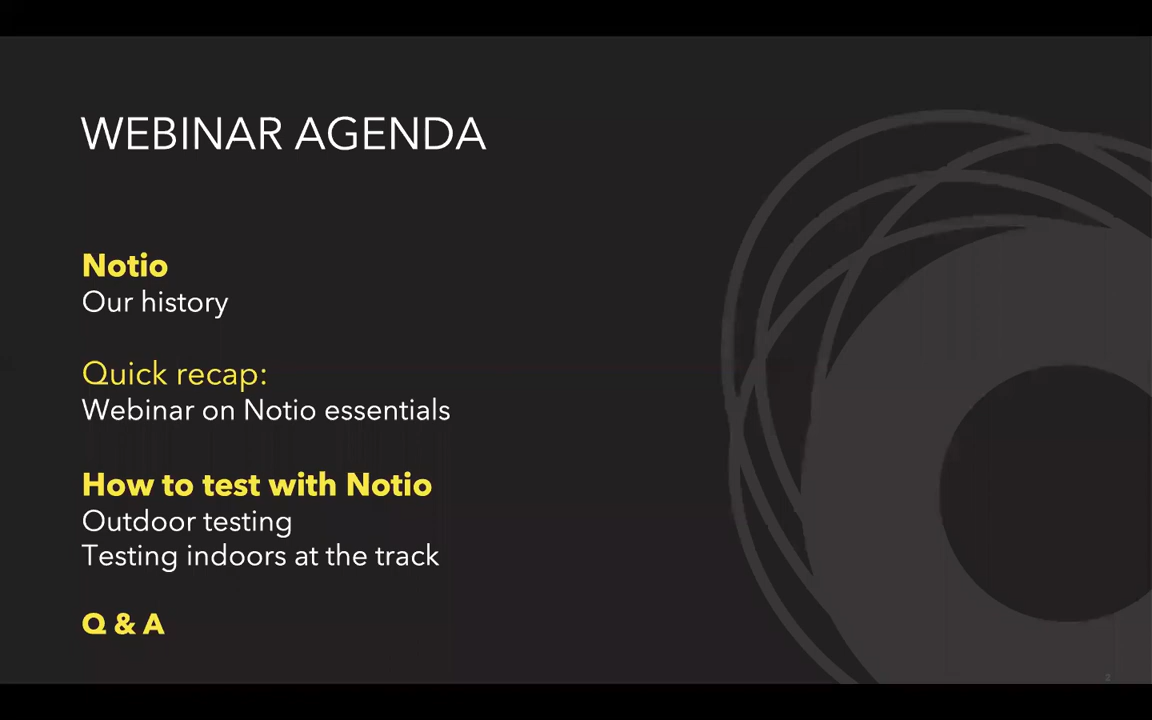 WEBINAR AGENDA
Notio
Our history
Quick recap:
Webinar on Notio essentials
How to test with Notio
Outdoor testing
Testing indoors at the track
Q & A
2